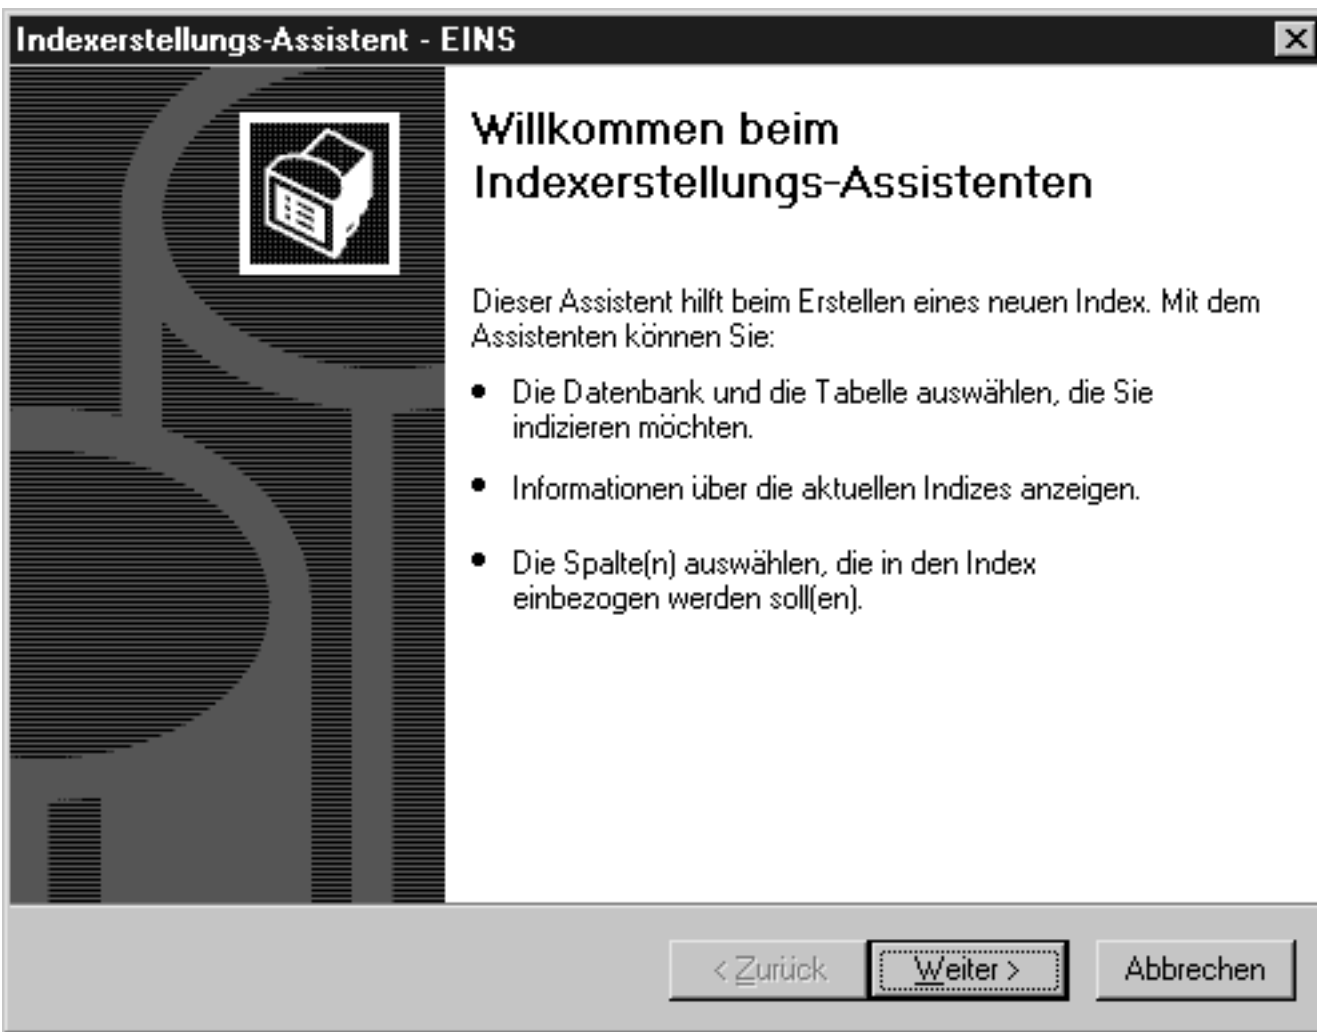 Indexerstellungs-Assistent - EINS
Willkommen beim
Indexerstellungs-Assistenten
Dieser Assistent hilft beim Erstellen eines neuen Index. Mit dem
Assistenten können Sie:
• Die Datenbank und die Tabelle auswählen, die Sie
indizieren möchten.
• Informationen über die aktuellen Indizes anzeigen.
• Die Spalte(n) auswählen, die in den Index
einbezogen werden soll(en).
< Zurück Weiter > Abbrechen